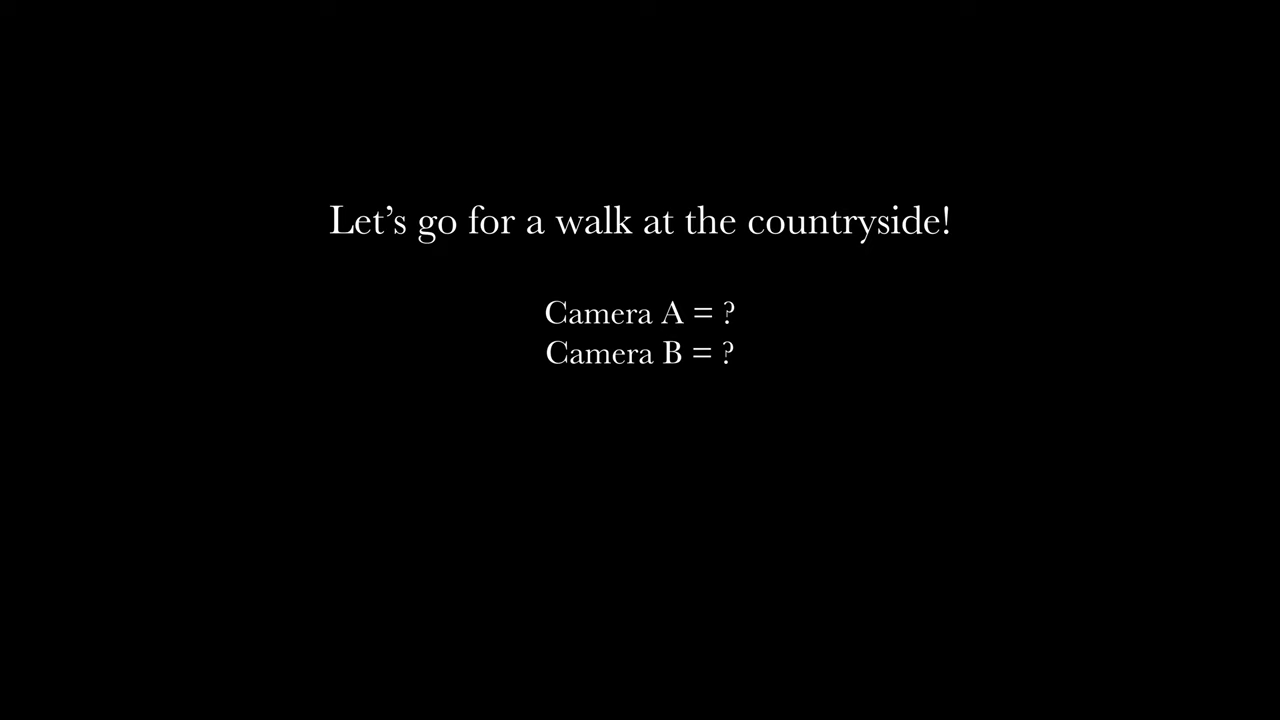 Let’s go for a walk at the countryside!
Camera A = ?
Camera B = ?